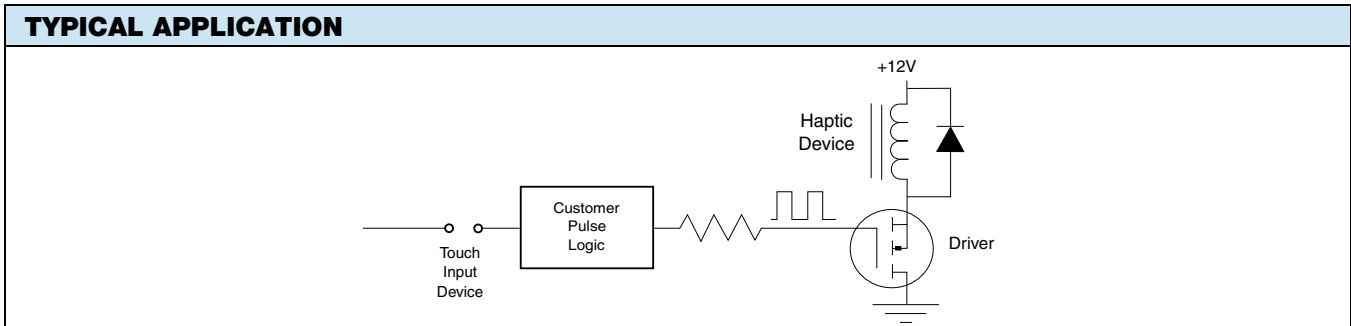 TYPICAL APPLICATION
+12V
Haptic
Device
Customer
Pulse
Logic
Touch
Input
Device
Driver